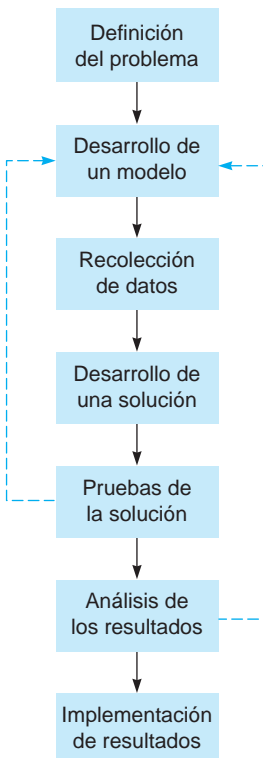 Definición
del problema
Desarrollo de
un modelo
Recolección
de datos
Desarrollo de
una solución
Pruebas de
la solución
Análisis de
los resultados
Implementación
de resultados